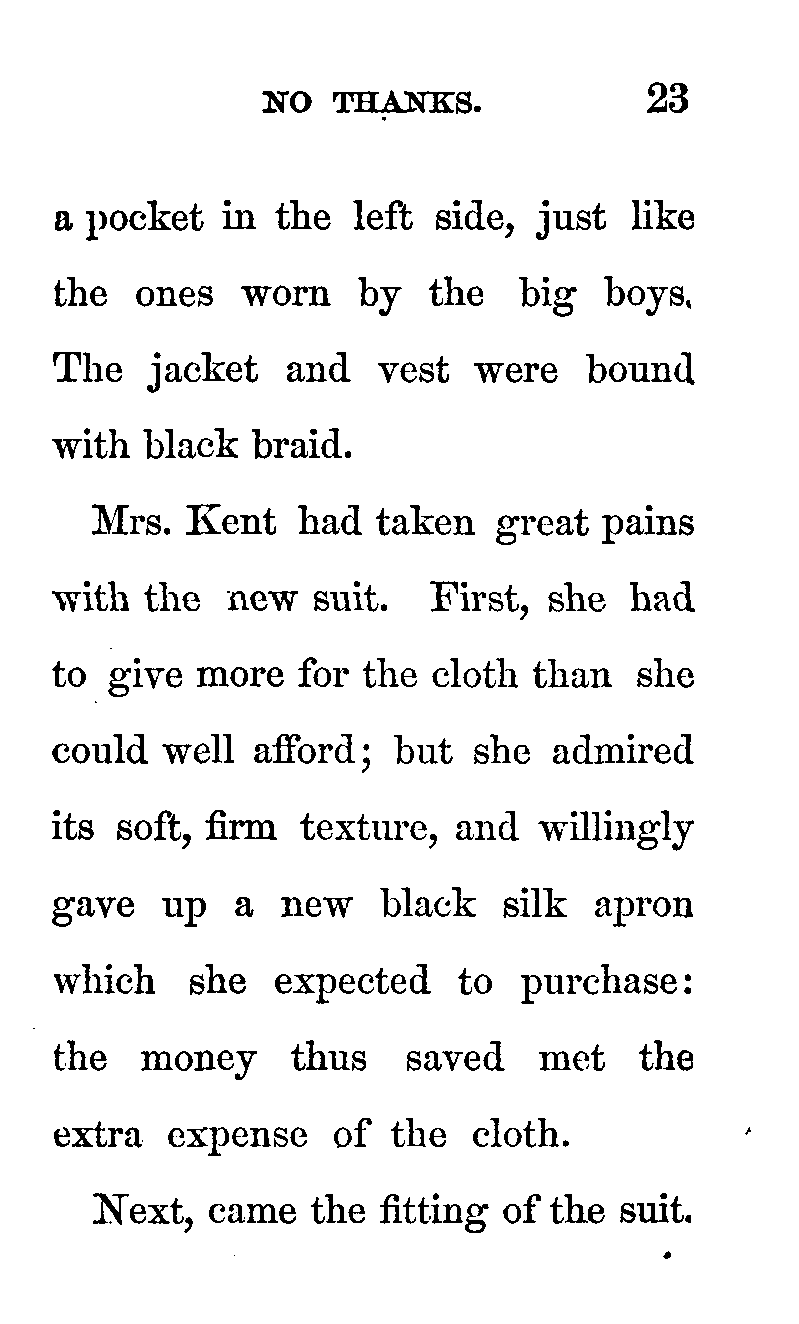 NO THANKS. 23
a pocket in the left side, just like
the ones worn by the big boys.
The jacket and vest were bound
with black braid.
Mrs. Kent had taken great pains
with the new suit. First, she had
to give more for the cloth than she
could well afford; but she admired
its soft, firm texture, and willingly
gave up a new black silk apron
which she expected to purchase:
the money thus saved met the
extra expense of the cloth.
Next, came the fitting of the suit.